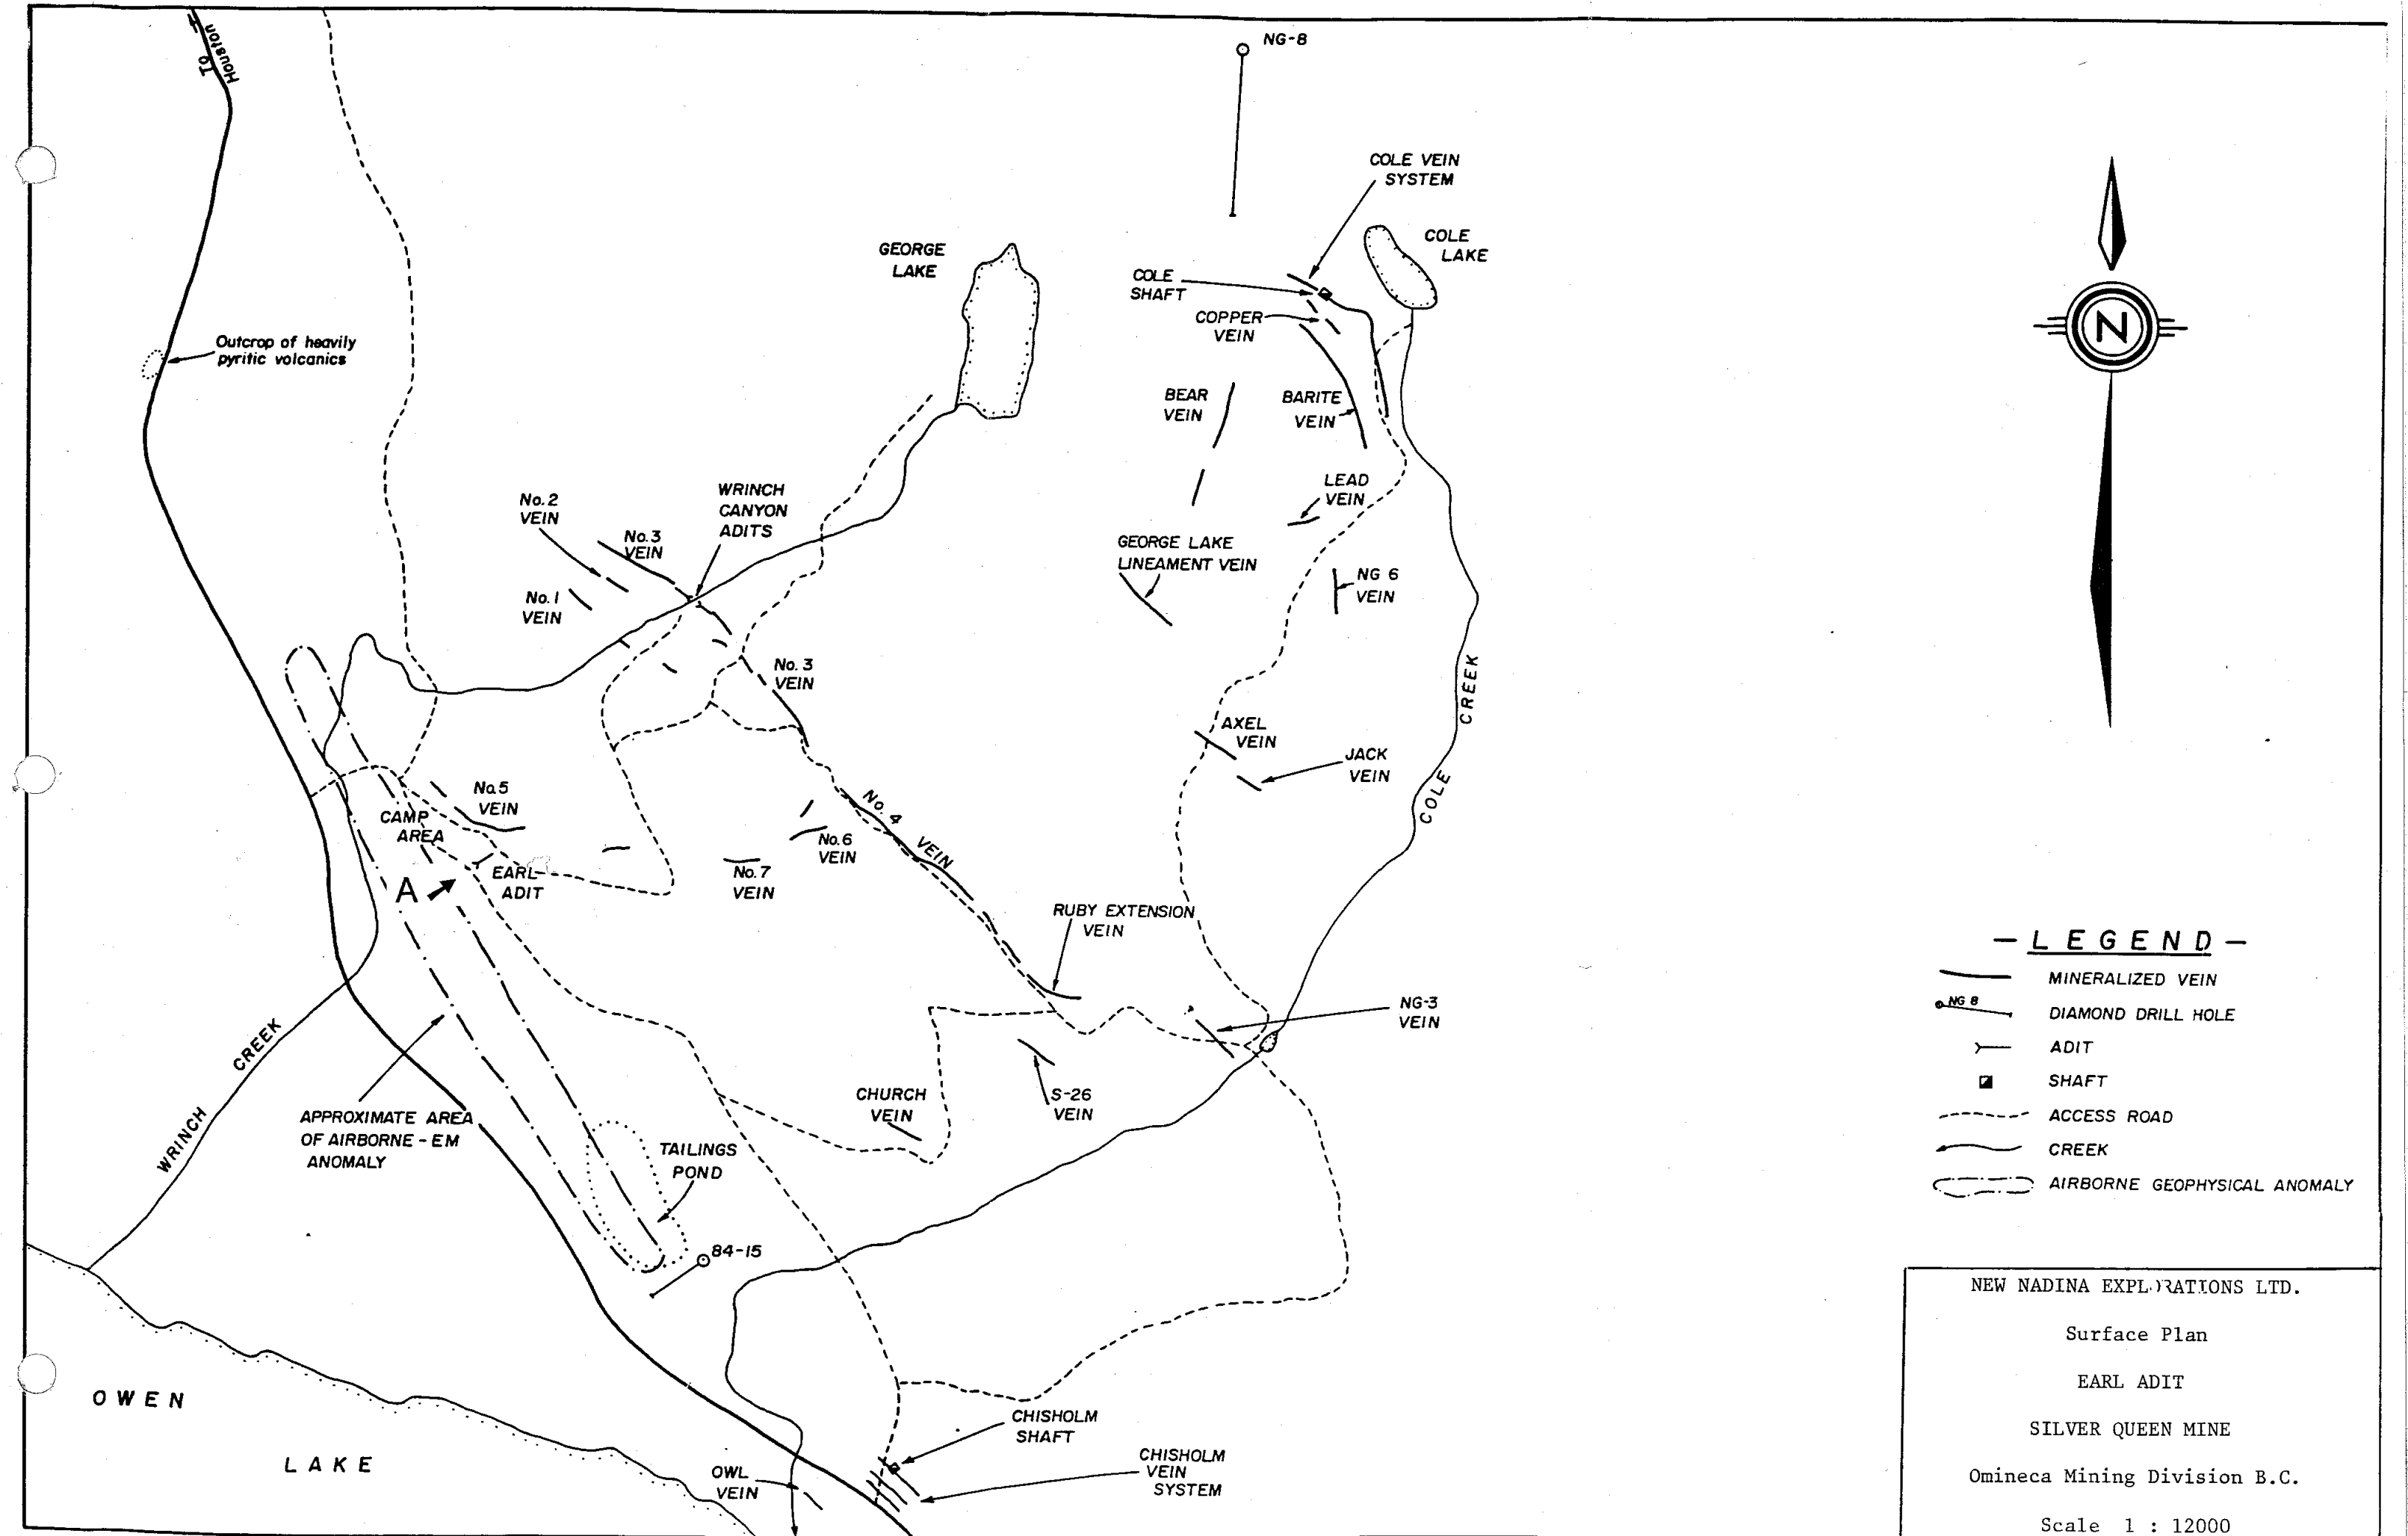 To
Houston
NG-8
COLE VEIN
SYSTEM
GEORGE
LAKE
COLE
LAKE
COLE
SHAFT
COPPER
VEIN
N
Outcrop of heavily
pyritic volcanics
BEAR
VEIN
BARITE
VEIN
No. 2
VEIN
WRINCH
CANYON
ADITS
LEAD
VEIN
No. 3
VEIN
GEORGE LAKE
LINEAMENT VEIN
NG 6
VEIN
No. 1
VEIN
No. 3
VEIN
COLE CREEK
AXEL
VEIN
JACK
VEIN
No. 5
VEIN
CAMP
AREA
No. 4 VEIN
No. 6
VEIN
EARL
ADIT
A
No. 7
VEIN
RUBY EXTENSION
VEIN
NG-3
VEIN
WRINCH CREEK
S-26
VEIN
CHURCH
VEIN
APPROXIMATE AREA
OF AIRBORNE - EM
ANOMALY
TAILINGS
POND
84-15
OWEN
LAKE
CHISHOLM
SHAFT
OWL
VEIN
CHISHOLM
VEIN
SYSTEM
— LEGEND —
MINERALIZED VEIN
NG 8
DIAMOND DRILL HOLE
ADIT
SHAFT
ACCESS ROAD
CREEK
AIRBORNE GEOPHYSICAL ANOMALY
NEW NADINA EXPLORATIONS LTD.
Surface Plan
EARL ADIT
SILVER QUEEN MINE
Omineca Mining Division B.C.
Scale 1 : 12000